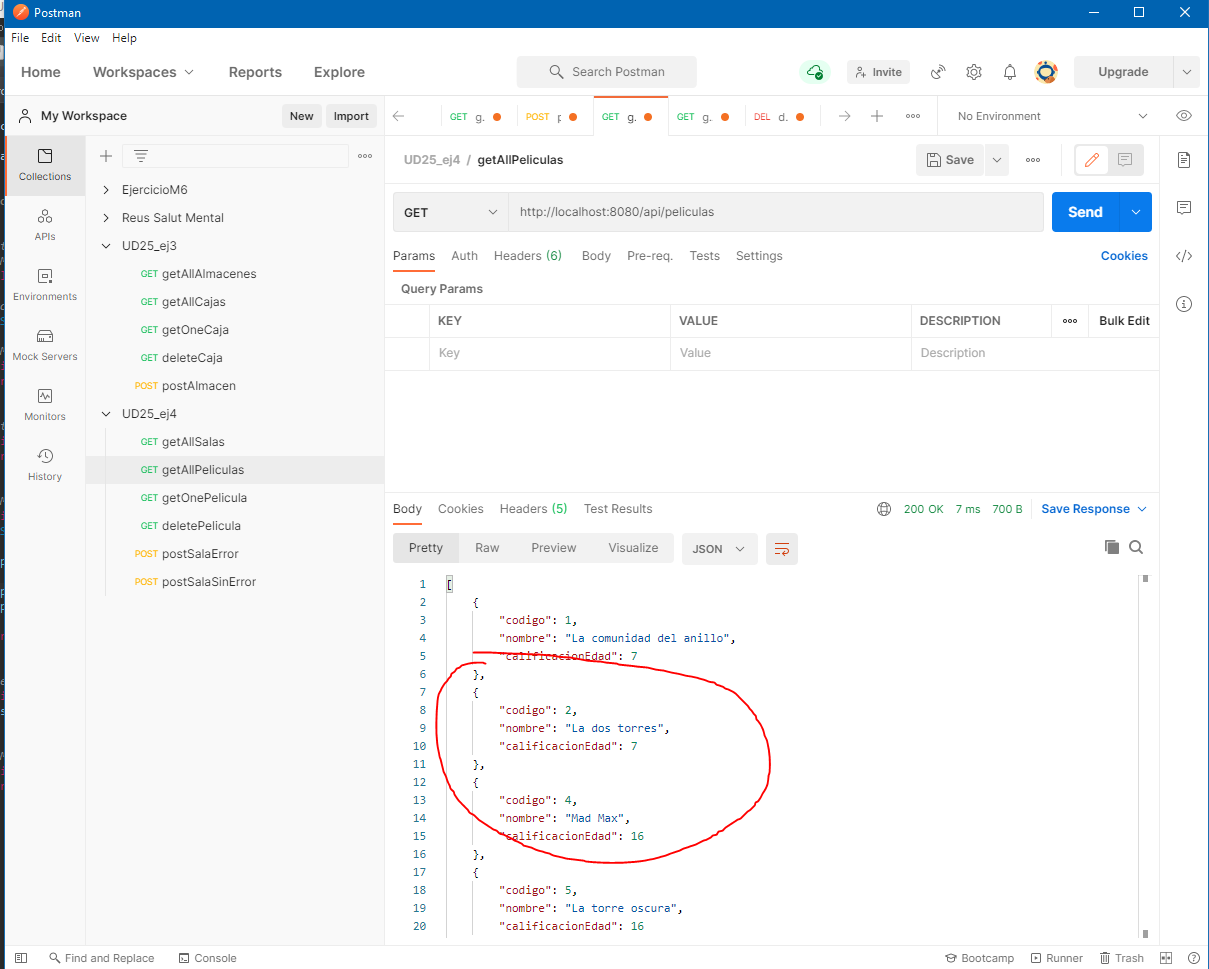 Postman
File Edit View Help
Home Workspaces Reports Explore Search Postman Invite Upgrade
My Workspace New Import
GET g. POST p GET g. GET g. DEL d. No Environment
Collections
APIs
Environments
Mock Servers
Monitors
History
EjercicioM6
Reus Salut Mental
UD25_ej3
GET getAllAlmacenes
GET getAllCajas
GET getOneCaja
GET deleteCaja
POST postAlmacen
UD25_ej4
GET getAllSalas
GET getAllPeliculas
GET getOnePelicula
GET deletePelicula
POST postSalaError
POST postSalaSinError
UD25_ej4 / getAllPeliculas Save
GET http://localhost:8080/api/peliculas Send
Params Auth Headers (6) Body Pre-req. Tests Settings Cookies
Query Params
KEY VALUE DESCRIPTION Bulk Edit
Key Value Description
Body Cookies Headers (5) Test Results 200 OK 7 ms 700 B Save Response
Pretty Raw Preview Visualize JSON
1 [
2 {
3 "codigo": 1,
4 "nombre": "La comunidad del anillo",
5 "calificacionEdad": 7
6 },
7 {
8 "codigo": 2,
9 "nombre": "La dos torres",
10 "calificacionEdad": 7
11 },
12 {
13 "codigo": 4,
14 "nombre": "Mad Max",
15 "calificacionEdad": 16
16 },
17 {
18 "codigo": 5,
19 "nombre": "La torre oscura",
20 "calificacionEdad": 16
Find and Replace Console Bootcamp Runner Trash